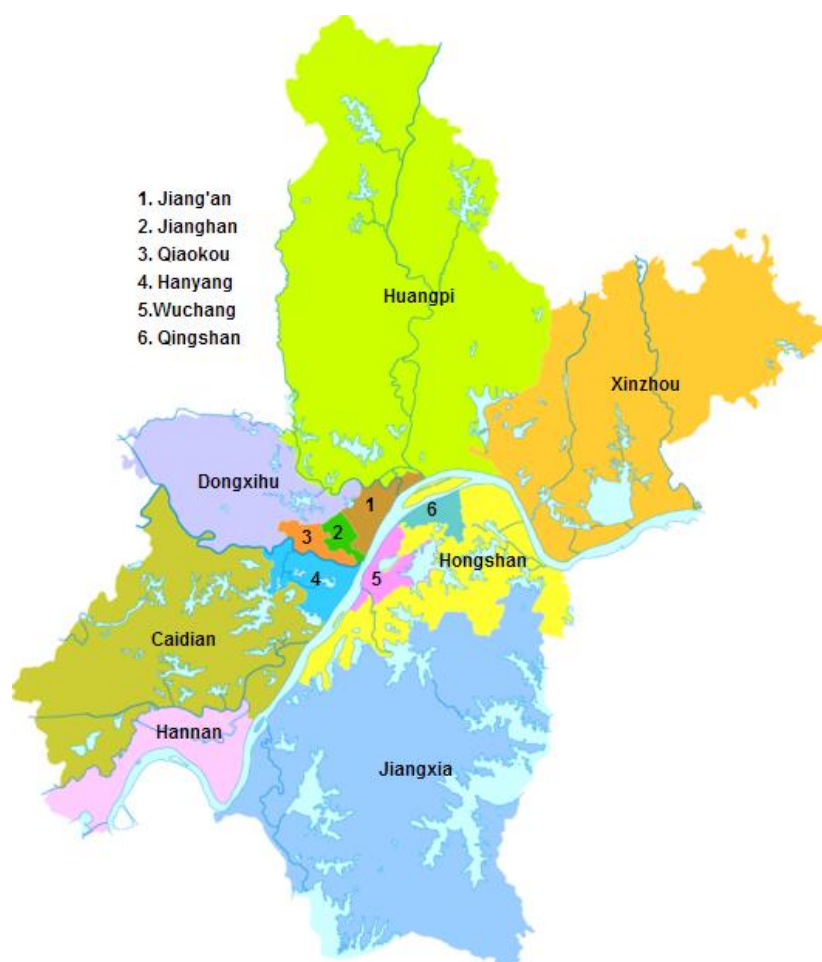 1. Jiang'an
2. Jianghan
3. Qiaokou
4. Hanyang
5.Wuchang
6. Qingshan
Huangpi
Xinzhou
Dongxihu
1
6
2
3
Hongshan
4
5
Caidian
Hannan
Jiangxia